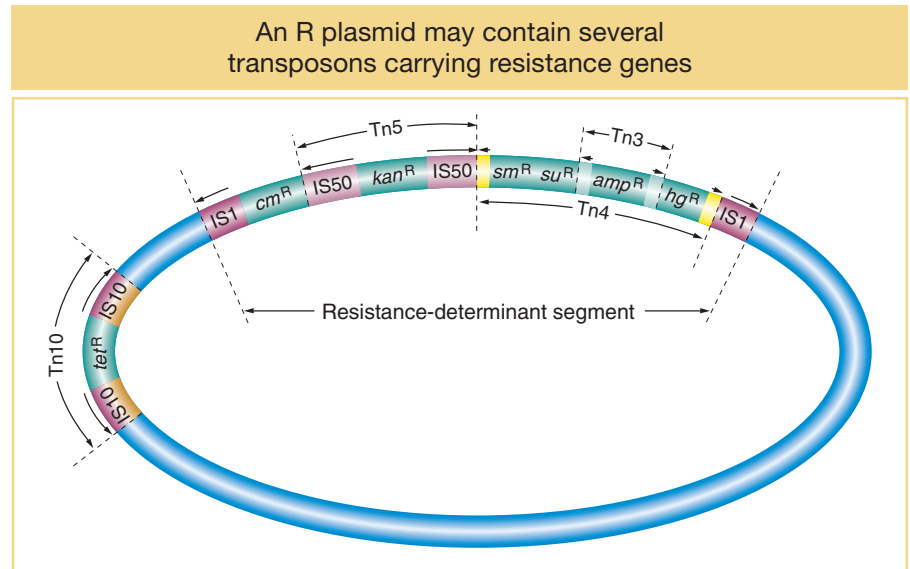 An R plasmid may contain several
transposons carrying resistance genes
Tn5
Tn3
IS1
cmᴿ
IS50
kanᴿ
IS50
smᴿ
suᴿ
ampᴿ
hgᴿ
IS1
Tn4
Resistance-determinant segment
Tn10
IS10
tetᴿ
IS10